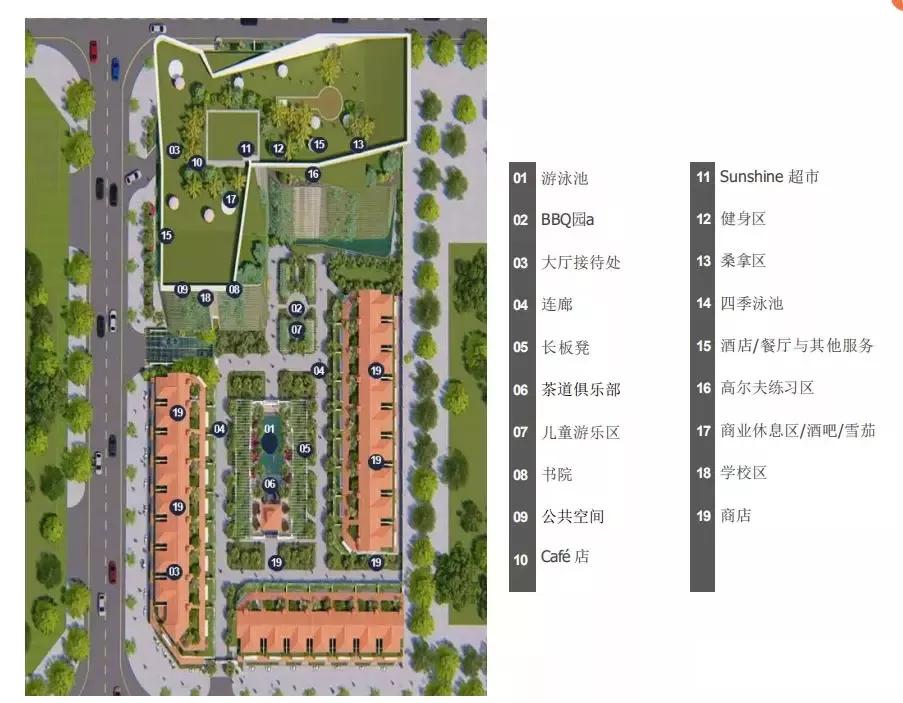 11
12
15
13
03
10
16
17
15
09
18
08
02
07
04
19
19
04
01
05
19
06
19
03
19
19
01 游泳池
02 BBQ园a
03 大厅接待处
04 连廊
05 长板凳
06 茶道俱乐部
07 儿童游乐区
08 书院
09 公共空间
10 Café 店
11 Sunshine 超市
12 健身区
13 桑拿区
14 四季泳池
15 酒店/餐厅与其他服务
16 高尔夫练习区
17 商业休息区/酒吧/雪茄
18 学校区
19 商店